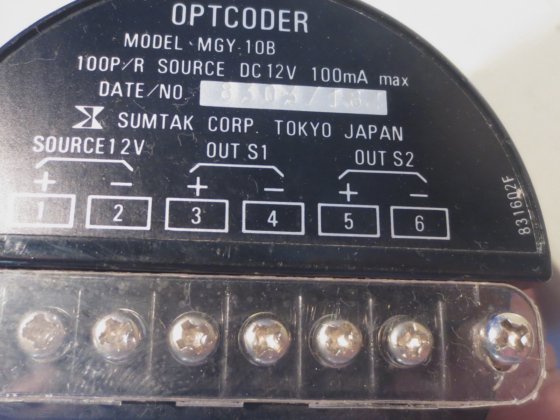 OPTCODER
MODEL · MGY · 10B
100P/R SOURCE DC12V 100mA max
DATE/NO.
SUMTAK CORP. TOKYO JAPAN
SOURCE12V OUT S1 OUT S2
+ − + − + −
1 2 3 4 5 6
831602F